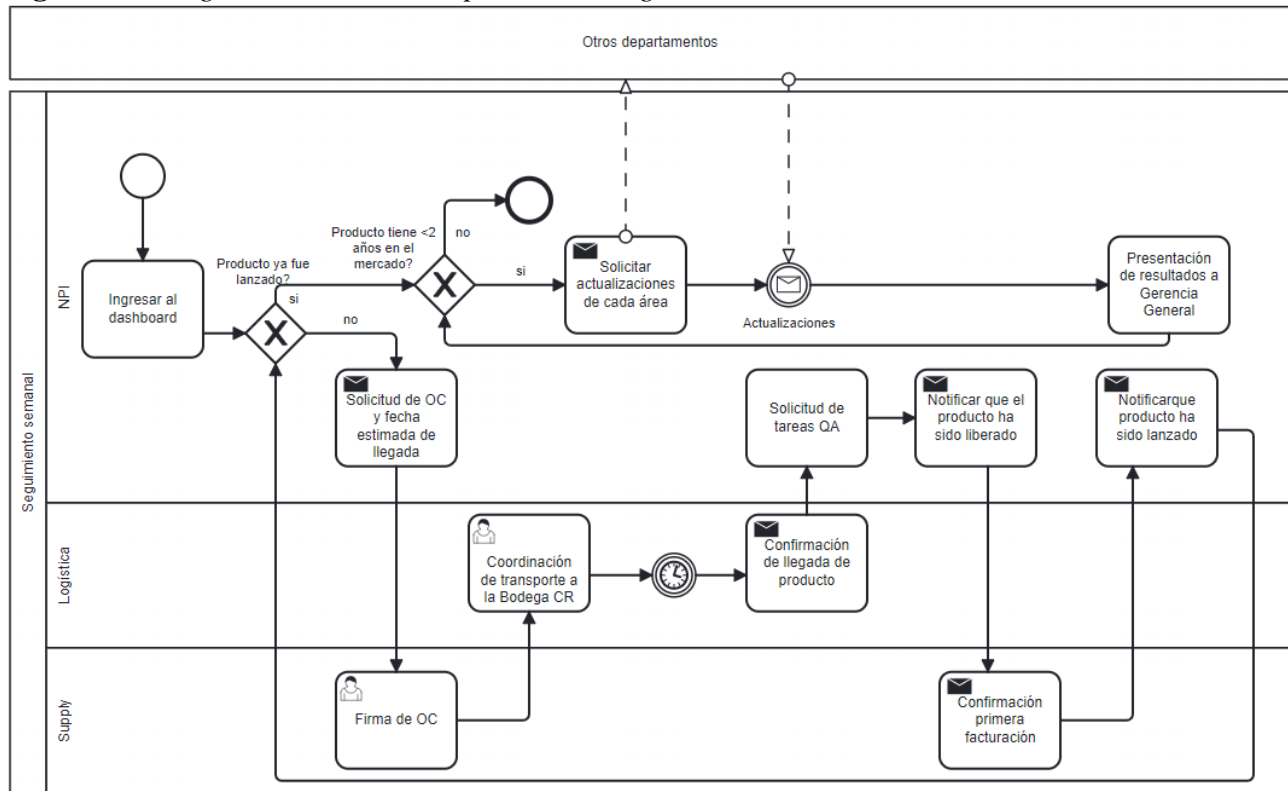 Otros departamentos
Seguimiento semanal
NPI
Ingresar al
dashboard
Producto ya fue
lanzado?
si
no
Producto tiene <2
años en el
mercado?
no
si
Solicitar
actualizaciones
de cada área
Actualizaciones
Presentación
de resultados a
Gerencia
General
Solicitud de OC
y fecha
estimada de
llegada
Solicitud de
tareas QA
Notificar que el
producto ha
sido liberado
Notificarque
producto ha
sido lanzado
Logística
Coordinación
de transporte a
la Bodega CR
Confirmación
de llegada de
producto
Supply
Firma de OC
Confirmación
primera
facturación